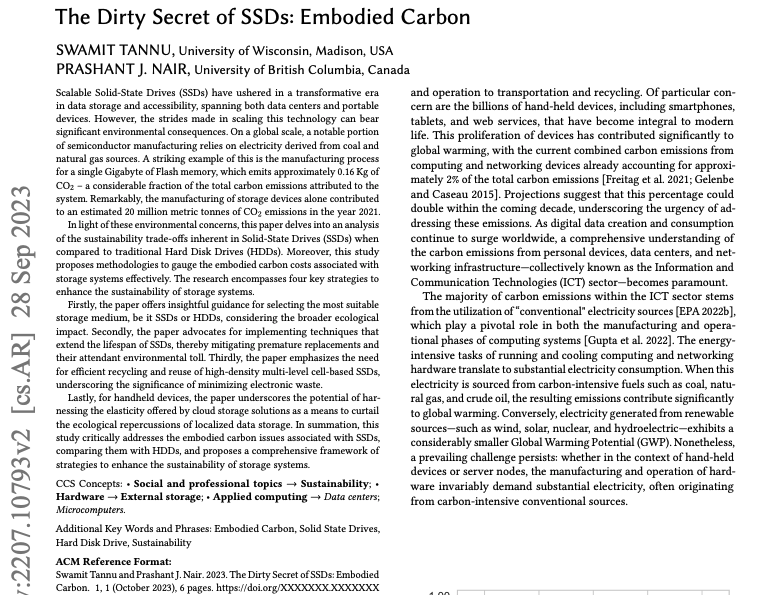 The Dirty Secret of SSDs: Embodied Carbon
SWAMIT TANNU, University of Wisconsin, Madison, USA
PRASHANT J. NAIR, University of British Columbia, Canada
Scalable Solid-State Drives (SSDs) have ushered in a transformative era
in data storage and accessibility, spanning both data centers and portable
devices. However, the strides made in scaling this technology can bear
significant environmental consequences. On a global scale, a notable portion
of semiconductor manufacturing relies on electricity derived from coal and
natural gas sources. A striking example of this is the manufacturing process
for a single Gigabyte of Flash memory, which emits approximately 0.16 Kg of
CO₂ – a considerable fraction of the total carbon emissions attributed to the
system. Remarkably, the manufacturing of storage devices alone contributed
to an estimated 20 million metric tonnes of CO₂ emissions in the year 2021.
In light of these environmental concerns, this paper delves into an analysis
of the sustainability trade-offs inherent in Solid-State Drives (SSDs) when
compared to traditional Hard Disk Drives (HDDs). Moreover, this study
proposes methodologies to gauge the embodied carbon costs associated with
storage systems effectively. The research encompasses four key strategies to
enhance the sustainability of storage systems.
Firstly, the paper offers insightful guidance for selecting the most suitable
storage medium, be it SSDs or HDDs, considering the broader ecological
impact. Secondly, the paper advocates for implementing techniques that
extend the lifespan of SSDs, thereby mitigating premature replacements and
their attendant environmental toll. Thirdly, the paper emphasizes the need
for efficient recycling and reuse of high-density multi-level cell-based SSDs,
underscoring the significance of minimizing electronic waste.
Lastly, for handheld devices, the paper underscores the potential of har-
nessing the elasticity offered by cloud storage solutions as a means to curtail
the ecological repercussions of localized data storage. In summation, this
study critically addresses the embodied carbon issues associated with SSDs,
comparing them with HDDs, and proposes a comprehensive framework of
strategies to enhance the sustainability of storage systems.
CCS Concepts: • Social and professional topics → Sustainability; •
Hardware → External storage; • Applied computing → Data centers;
Microcomputers.
Additional Key Words and Phrases: Embodied Carbon, Solid State Drives,
Hard Disk Drive, Sustainability
ACM Reference Format:
Swamit Tannu and Prashant J. Nair. 2023. The Dirty Secret of SSDs: Embodied
Carbon. 1, 1 (October 2023), 6 pages. https://doi.org/XXXXXXX.XXXXXXX
and operation to transportation and recycling. Of particular con-
cern are the billions of hand-held devices, including smartphones,
tablets, and web services, that have become integral to modern
life. This proliferation of devices has contributed significantly to
global warming, with the current combined carbon emissions from
computing and networking devices already accounting for approxi-
mately 2% of the total carbon emissions [Freitag et al. 2021; Gelenbe
and Caseau 2015]. Projections suggest that this percentage could
double within the coming decade, underscoring the urgency of ad-
dressing these emissions. As digital data creation and consumption
continue to surge worldwide, a comprehensive understanding of
the carbon emissions from personal devices, data centers, and net-
working infrastructure—collectively known as the Information and
Communication Technologies (ICT) sector—becomes paramount.
The majority of carbon emissions within the ICT sector stems
from the utilization of "conventional" electricity sources [EPA 2022b],
which play a pivotal role in both the manufacturing and opera-
tional phases of computing systems [Gupta et al. 2022]. The energy-
intensive tasks of running and cooling computing and networking
hardware translate to substantial electricity consumption. When this
electricity is sourced from carbon-intensive fuels such as coal, natu-
ral gas, and crude oil, the resulting emissions contribute significantly
to global warming. Conversely, electricity generated from renewable
sources—such as wind, solar, nuclear, and hydroelectric—exhibits a
considerably smaller Global Warming Potential (GWP). Nonetheless,
a prevailing challenge persists: whether in the context of hand-held
devices or server nodes, the manufacturing and operation of hard-
ware invariably demand substantial electricity, often originating
from carbon-intensive conventional sources.
v:2207.10793v2 [cs.AR] 28 Sep 2023